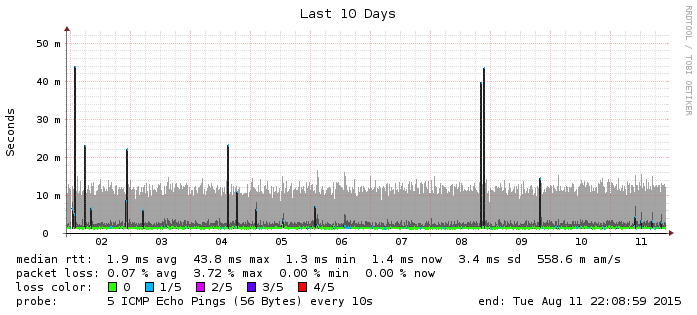 Last 10 Days
RRDTOOL / TOBI OETIKER
Seconds
50 m
40 m
30 m
20 m
10 m
0
02 03 04 05 06 07 08 09 10 11
median rtt: 1.9 ms avg 43.8 ms max 1.3 ms min 1.4 ms now 3.4 ms sd 558.6 m am/s
packet loss: 0.07 % avg 3.72 % max 0.00 % min 0.00 % now
loss color: 0 1/5 2/5 3/5 4/5
probe: 5 ICMP Echo Pings (56 Bytes) every 10s end: Tue Aug 11 22:08:59 2015